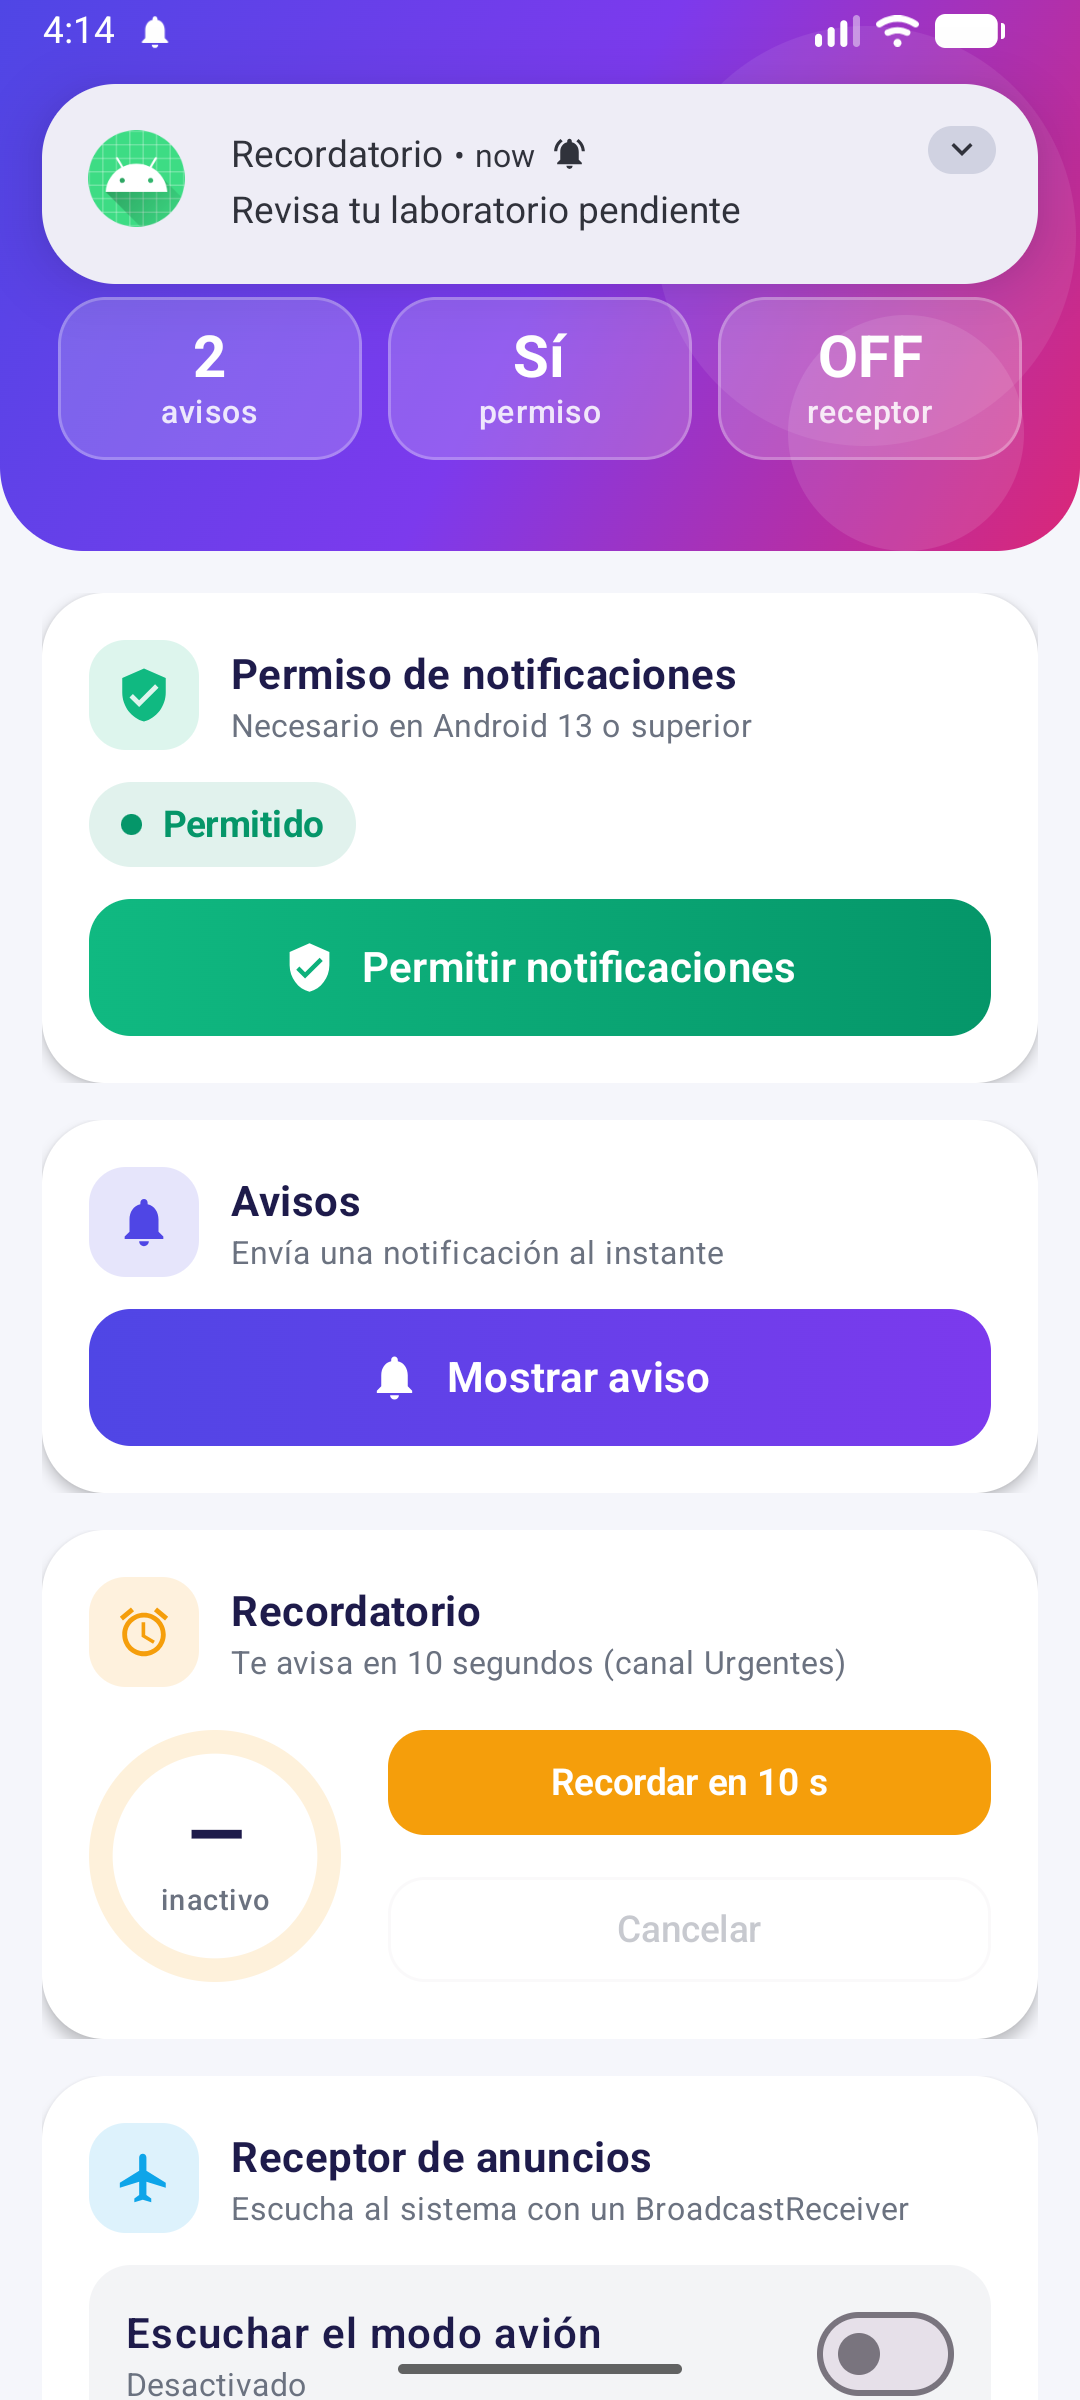 4:14
Recordatorio • now
Revisa tu laboratorio pendiente
2
avisos
Sí
permiso
OFF
receptor
Permiso de notificaciones
Necesario en Android 13 o superior
Permitido
Permitir notificaciones
Avisos
Envía una notificación al instante
Mostrar aviso
Recordatorio
Te avisa en 10 segundos (canal Urgentes)
—
inactivo
Recordar en 10 s
Cancelar
Receptor de anuncios
Escucha al sistema con un BroadcastReceiver
Escuchar el modo avión
Desactivado